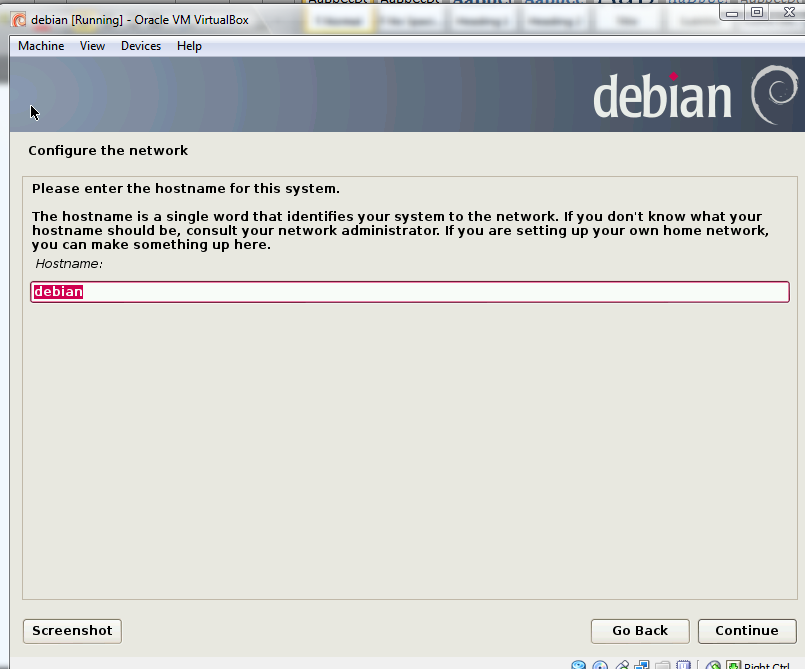 debian [Running] - Oracle VM VirtualBox
Machine View Devices Help
debian
Configure the network
Please enter the hostname for this system.
The hostname is a single word that identifies your system to the network. If you don't know what your
hostname should be, consult your network administrator. If you are setting up your own home network,
you can make something up here.
Hostname:
debian
Screenshot Go Back Continue
Right Ctrl